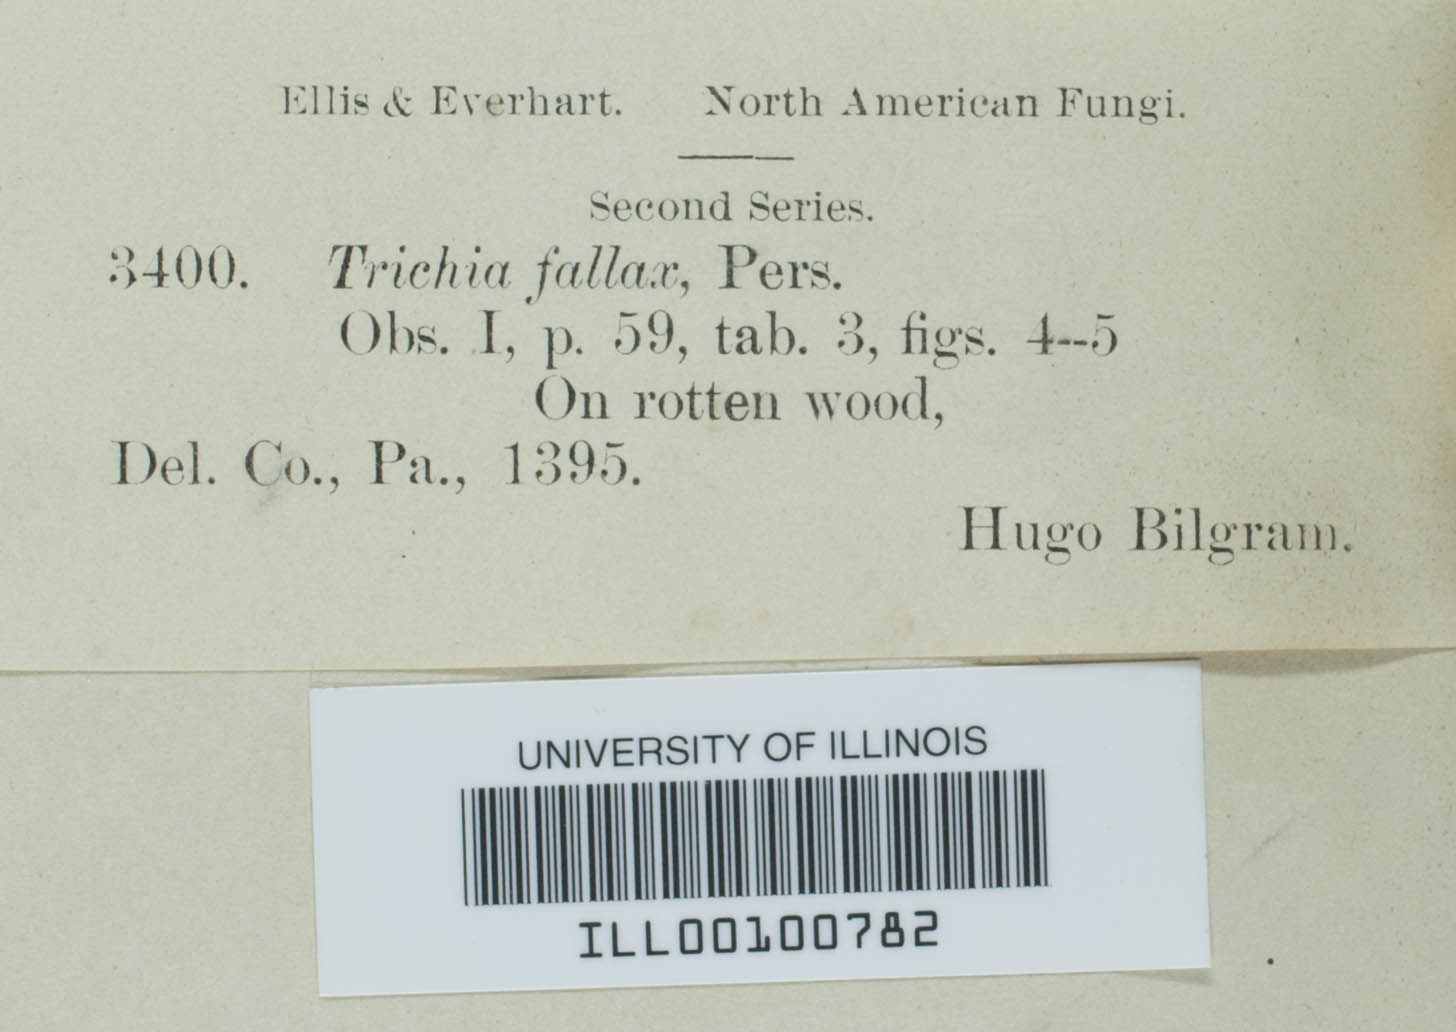 Ellis & Everhart. North American Fungi.
Second Series.
3400. Trichia fallax, Pers.
Obs. I, p. 59, tab. 3, figs. 4--5
On rotten wood,
Del. Co., Pa., 1395.
Hugo Bilgram.
UNIVERSITY OF ILLINOIS
ILL00100782